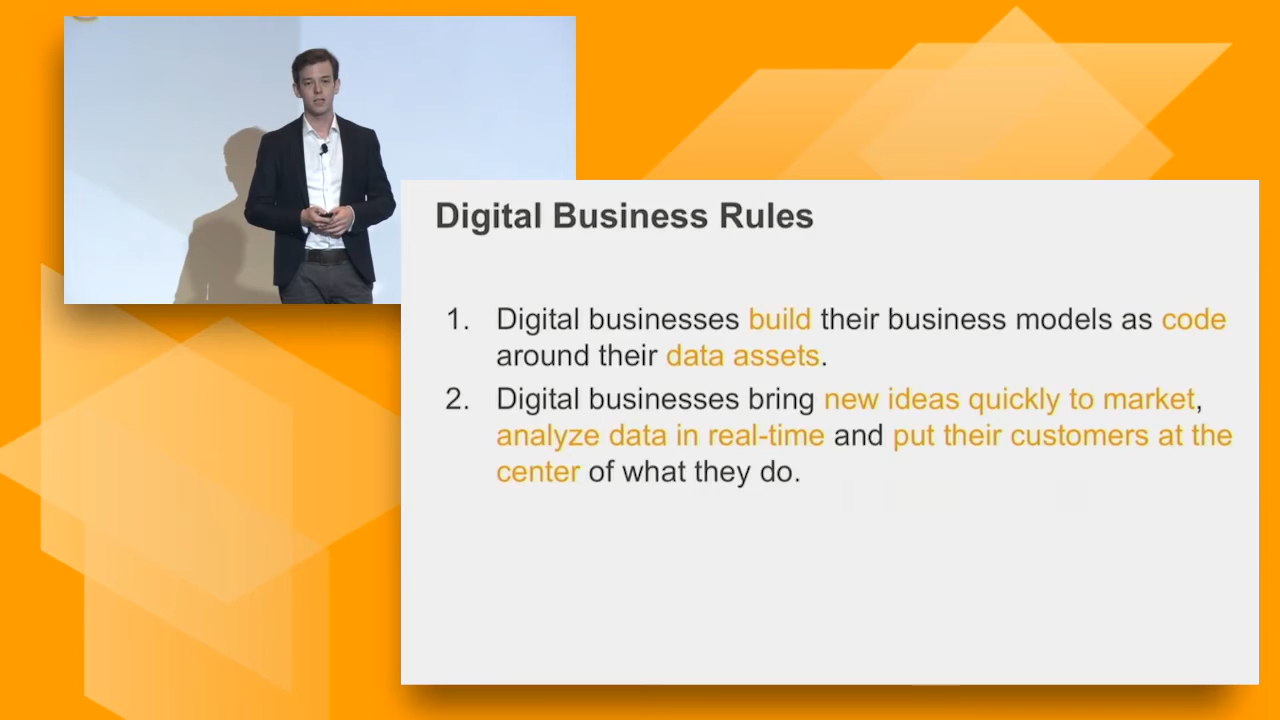 Digital Business Rules
1. Digital businesses build their business models as code
around their data assets.
2. Digital businesses bring new ideas quickly to market,
analyze data in real-time and put their customers at the
center of what they do.